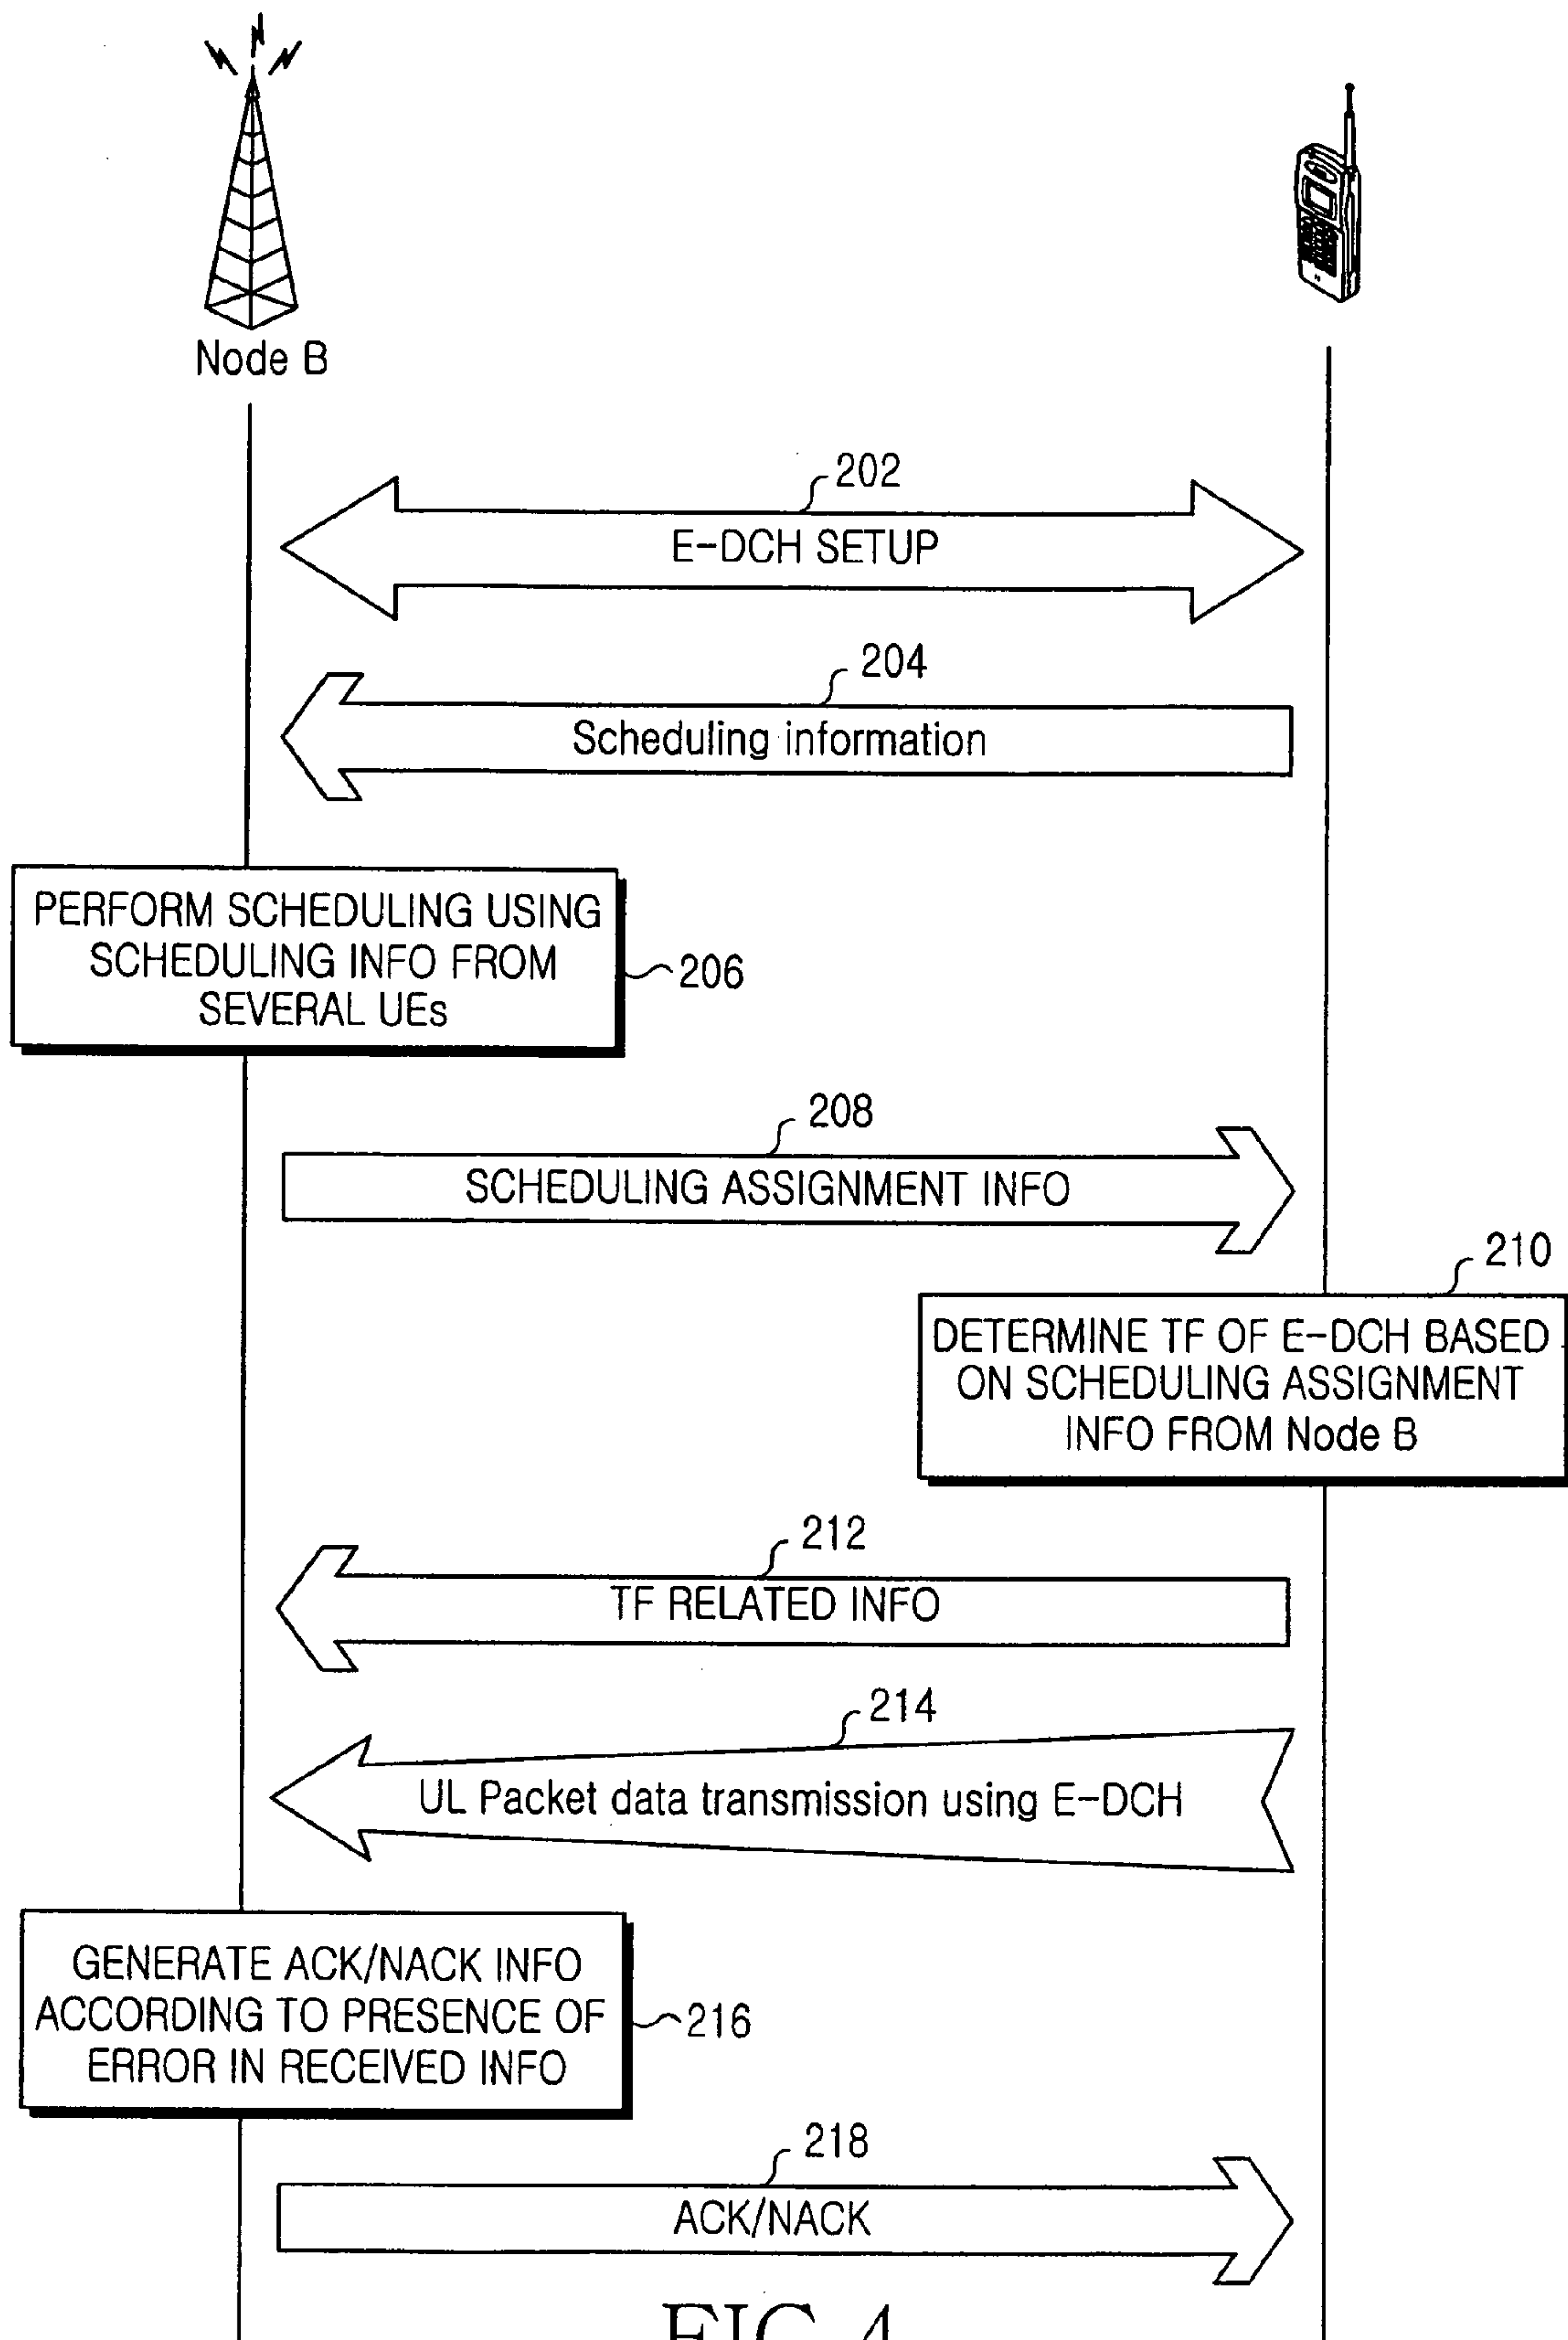 Node B
202
E-DCH SETUP
204
Scheduling information
PERFORM SCHEDULING USING
SCHEDULING INFO FROM
SEVERAL UEs
206
208
SCHEDULING ASSIGNMENT INFO
210
DETERMINE TF OF E-DCH BASED
ON SCHEDULING ASSIGNMENT
INFO FROM Node B
212
TF RELATED INFO
214
UL Packet data transmission using E-DCH
GENERATE ACK/NACK INFO
ACCORDING TO PRESENCE OF
ERROR IN RECEIVED INFO
216
218
ACK/NACK
FIG.4